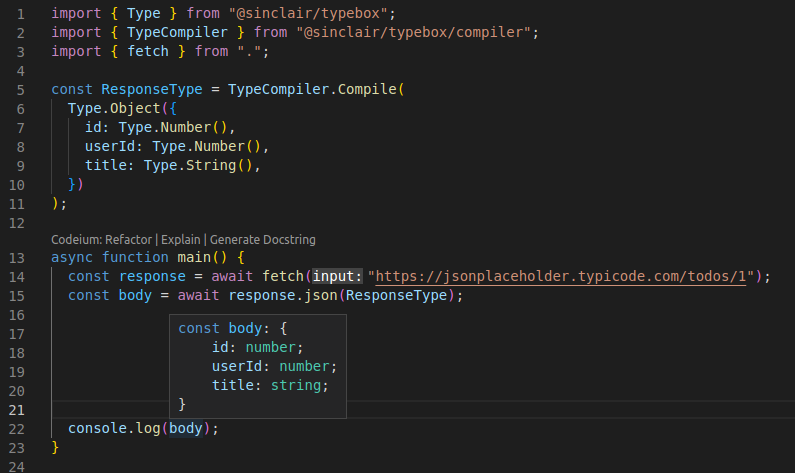 1 import { Type } from "@sinclair/typebox";
2 import { TypeCompiler } from "@sinclair/typebox/compiler";
3 import { fetch } from ".";
4
5 const ResponseType = TypeCompiler.Compile(
6   Type.Object({
7     id: Type.Number(),
8     userId: Type.Number(),
9     title: Type.String(),
10   })
11 );
12
Codeium: Refactor | Explain | Generate Docstring
13 async function main() {
14   const response = await fetch(input: "https://jsonplaceholder.typicode.com/todos/1");
15   const body = await response.json(ResponseType);
16
17 const body: {
18     id: number;
19     userId: number;
20     title: string;
21 }
22   console.log(body);
23 }
24